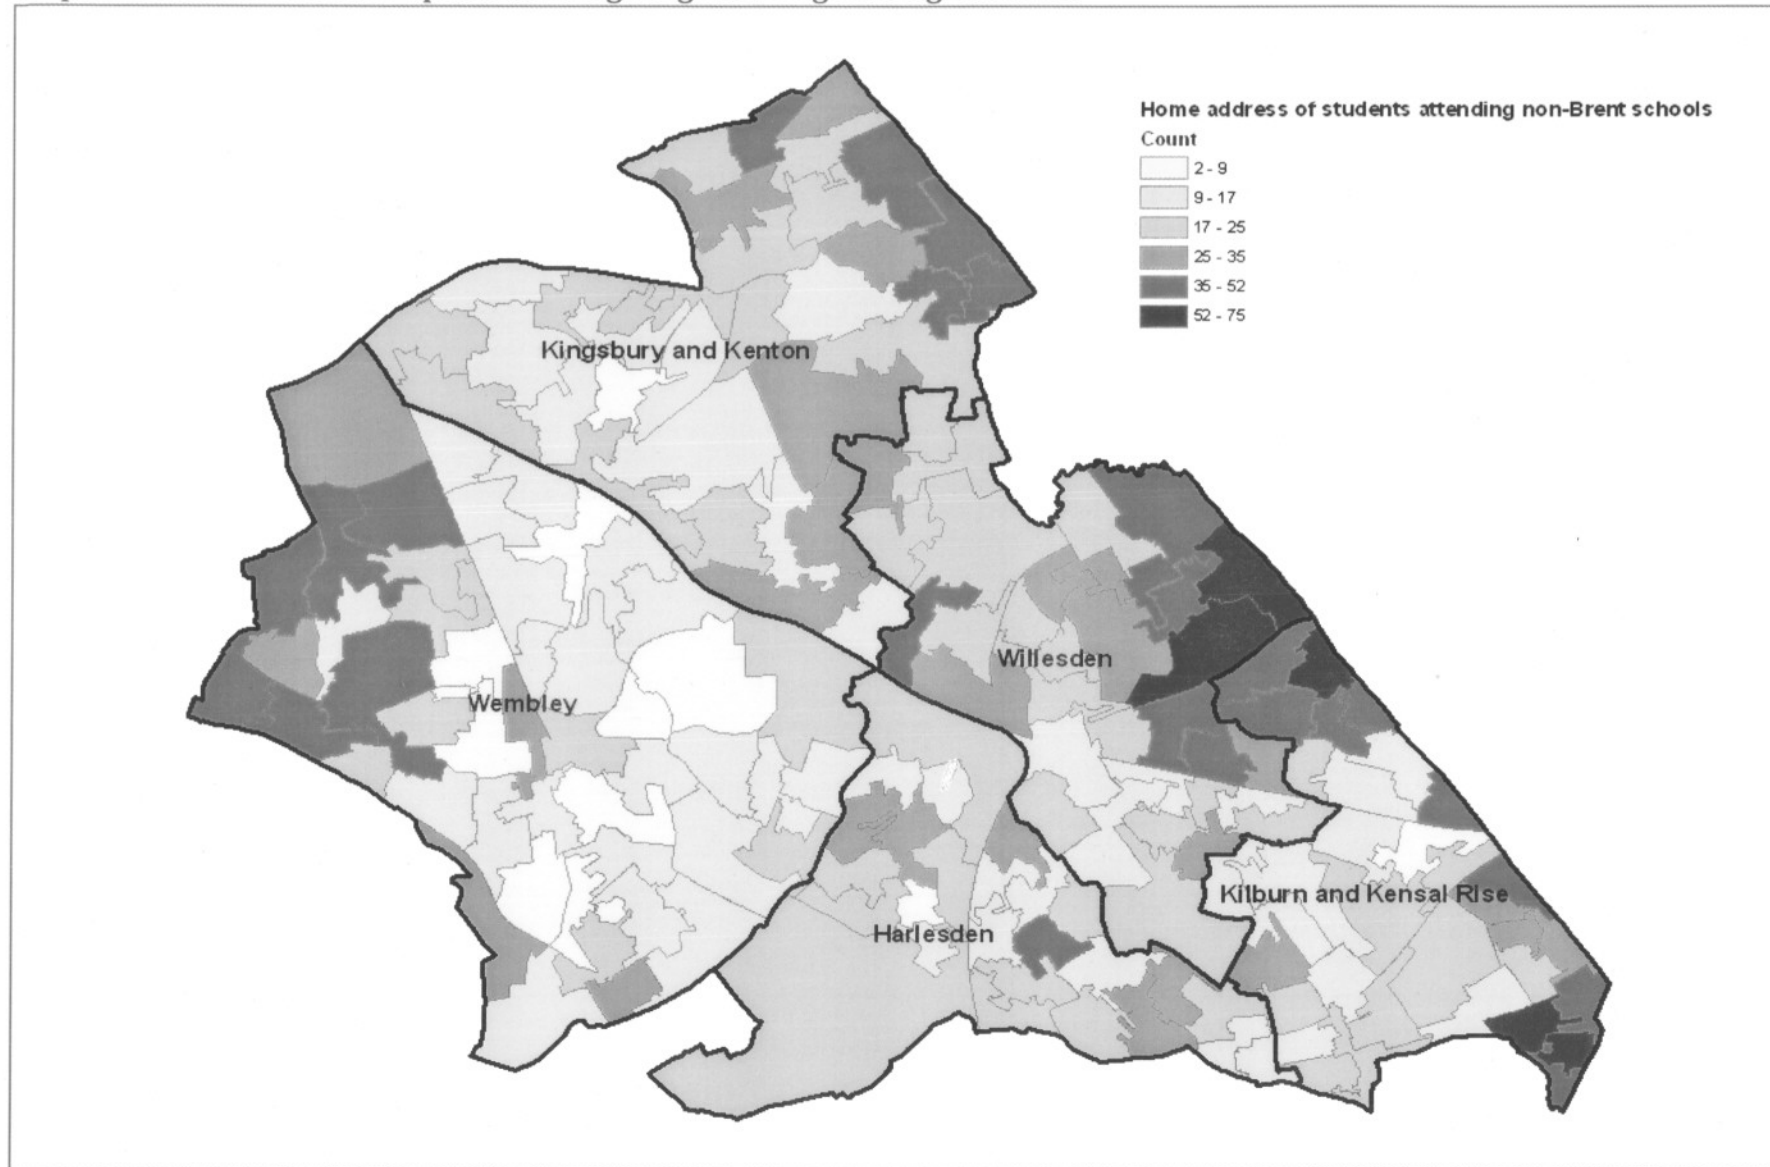 Home address of students attending non-Brent schools
Count
2 - 9
9 - 17
17 - 25
25 - 35
35 - 52
52 - 75
Kingsbury and Kenton
Willesden
Wembley
Kilburn and Kensal Rise
Harlesden